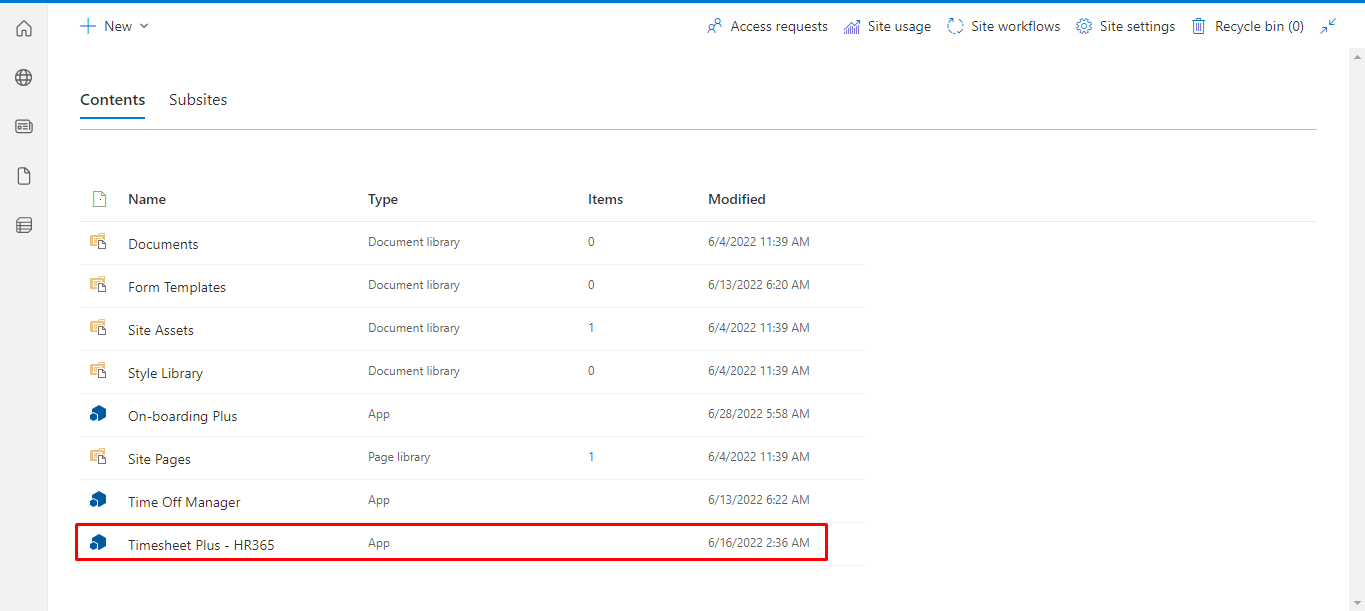 New
Access requests
Site usage
Site workflows
Site settings
Recycle bin (0)
Contents
Subsites
Name Type Items Modified
Documents Document library 0 6/4/2022 11:39 AM
Form Templates Document library 0 6/13/2022 6:20 AM
Site Assets Document library 1 6/4/2022 11:39 AM
Style Library Document library 0 6/4/2022 11:39 AM
On-boarding Plus App 6/28/2022 5:58 AM
Site Pages Page library 1 6/4/2022 11:39 AM
Time Off Manager App 6/13/2022 6:22 AM
Timesheet Plus - HR365 App 6/16/2022 2:36 AM